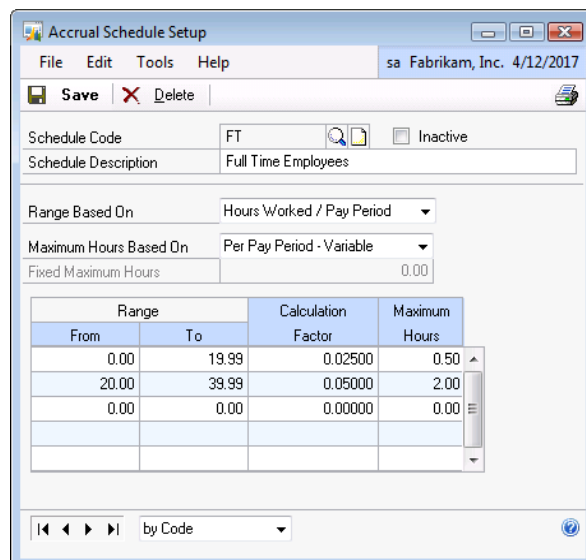 Accrual Schedule Setup
File Edit Tools Help sa Fabrikam, Inc. 4/12/2017
Save Delete
Schedule Code FT Inactive
Schedule Description Full Time Employees
Range Based On Hours Worked / Pay Period
Maximum Hours Based On Per Pay Period - Variable
Fixed Maximum Hours 0.00
Range Calculation Maximum
From To Factor Hours
0.00 19.99 0.02500 0.50
20.00 39.99 0.05000 2.00
0.00 0.00 0.00000 0.00
by Code